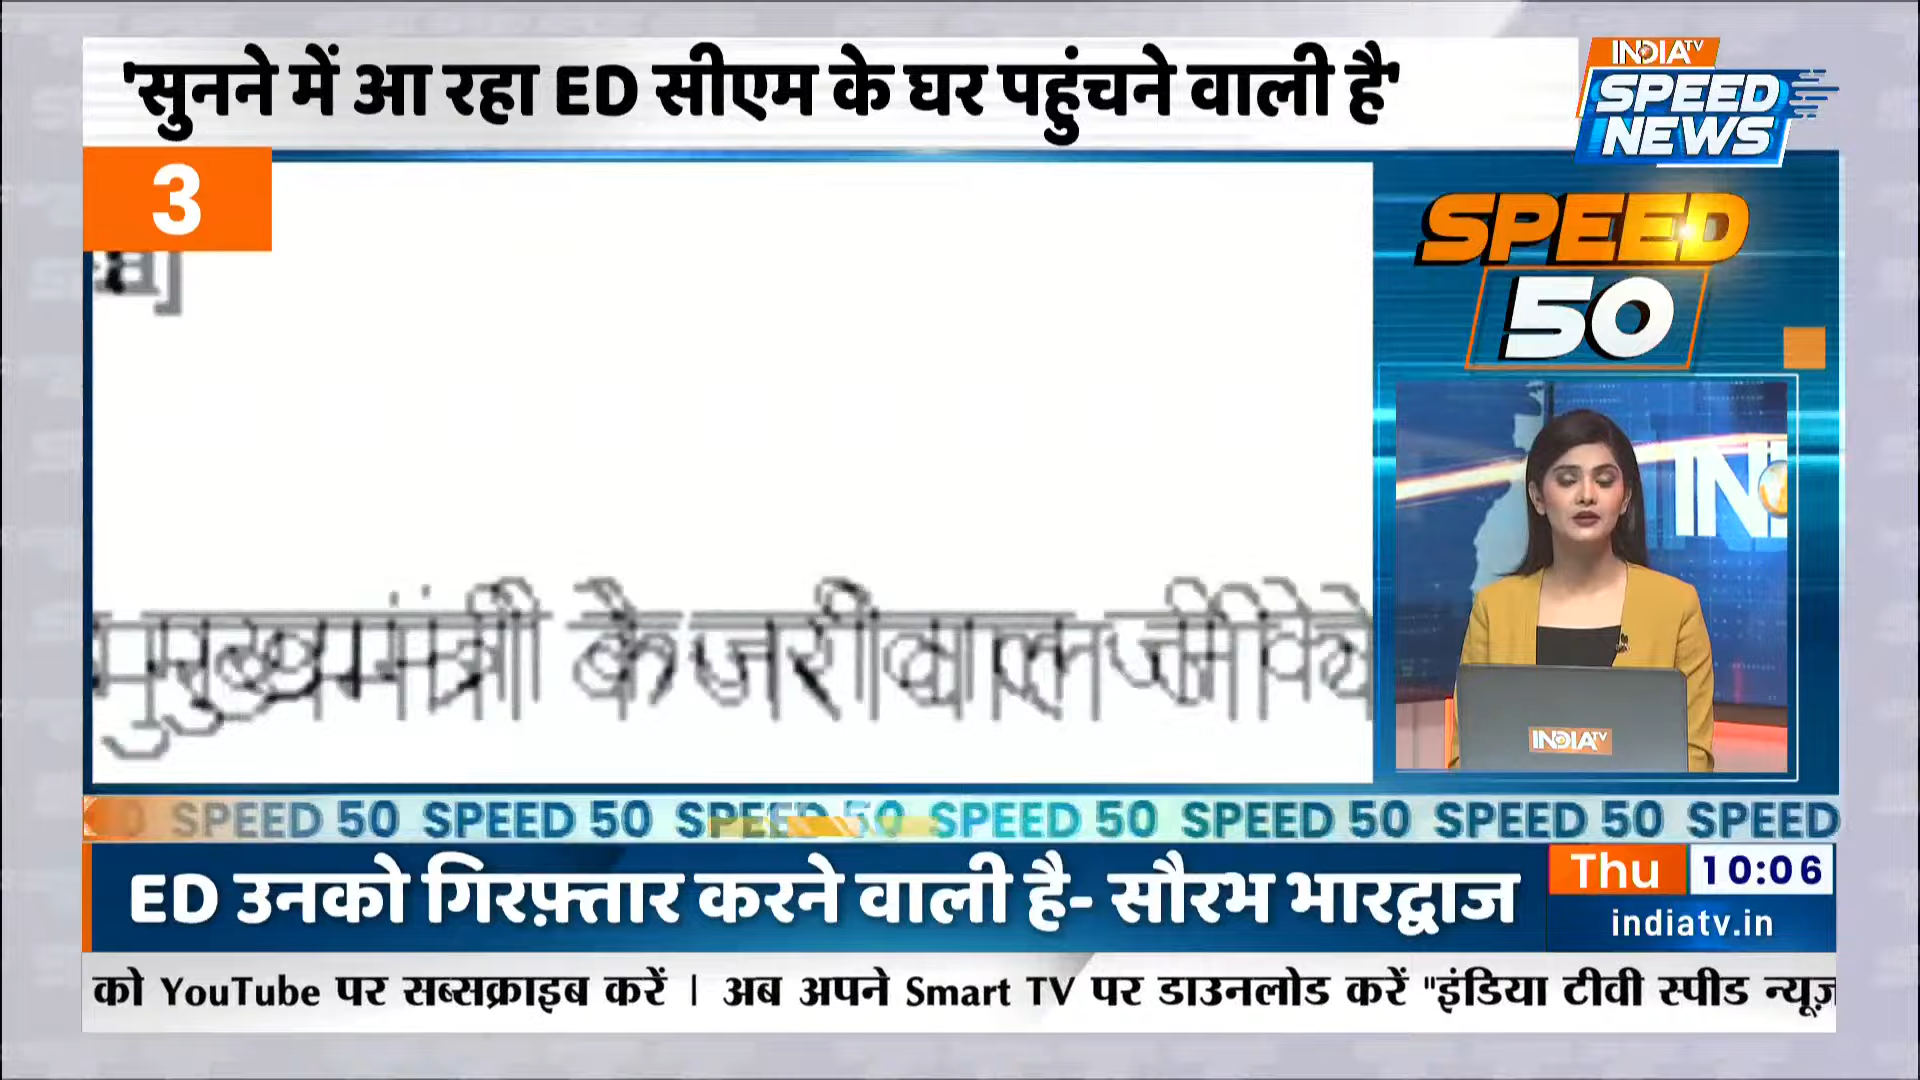 'सुनने में आ रहा ED सीएम के घर पहुंचने वाली है'
INDIA TV
SPEED
NEWS
3
SPEED
50
मुख्यमंत्री केजरीवाल जी के
INDIA TV
SPEED 50 SPEED 50 SPEED 50 SPEED 50 SPEED 50 SPEED 50 SPEED
ED उनको गिरफ़्तार करने वाली है- सौरभ भारद्वाज
Thu 10:06
indiatv.in
को YouTube पर सब्सक्राइब करें | अब अपने Smart TV पर डाउनलोड करें "इंडिया टीवी स्पीड न्यूज़